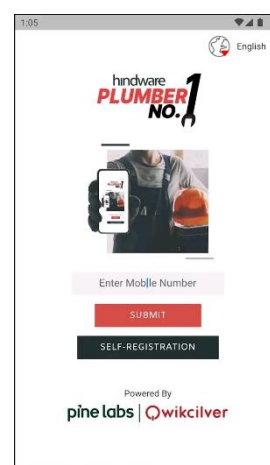 1:05
English
hindware
PLUMBER
NO.1
Enter Mobile Number
SUBMIT
SELF-REGISTRATION
Powered By
pine labs | Qwikcilver